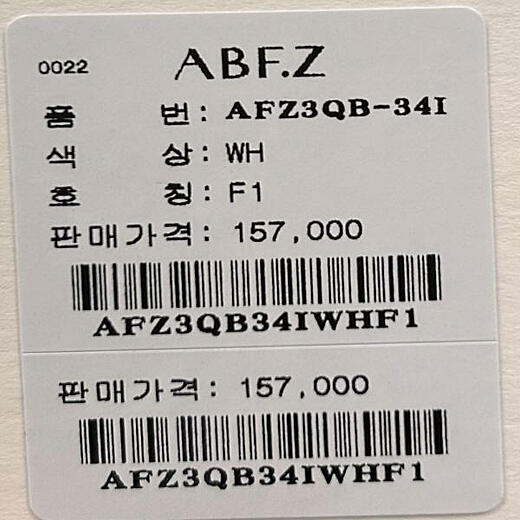 0022 ABF.Z
품 번: AFZ3QB-34I
색 상: WH
호 칭: F1
판매가격: 157,000
AFZ3QB34IWHF1
판매가격: 157,000
AFZ3QB34IWHF1